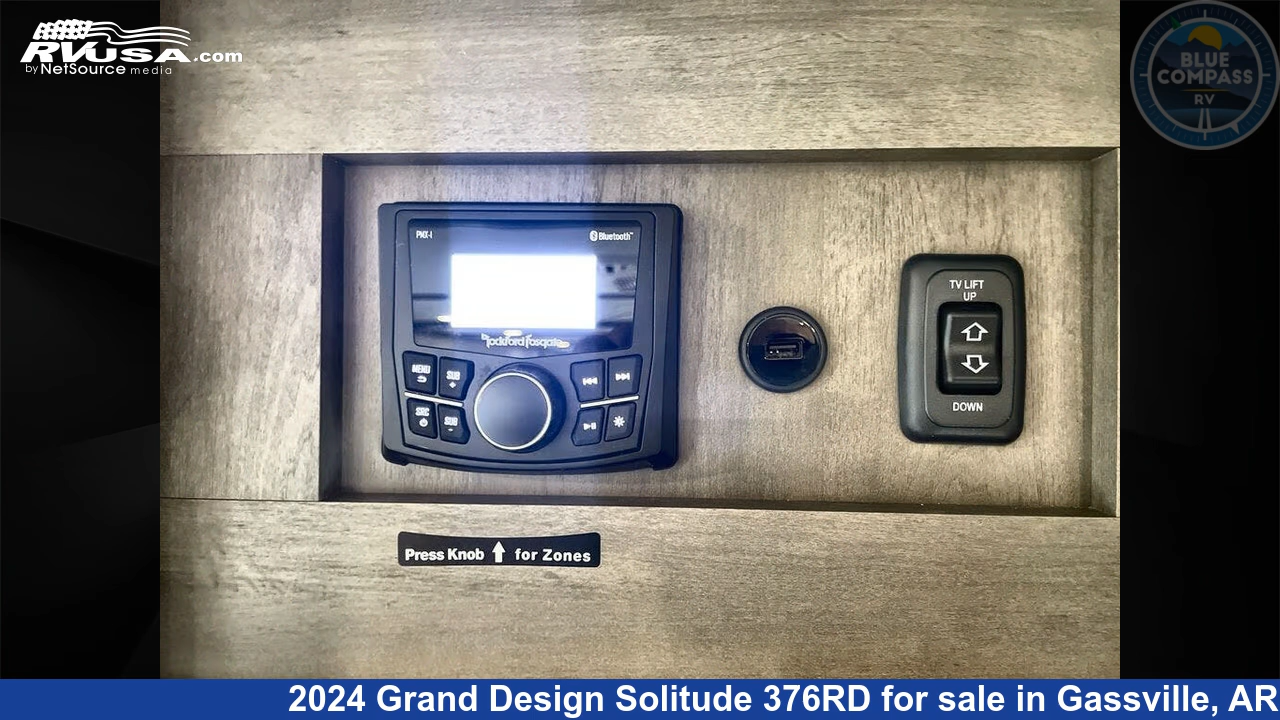 RVUSA.com
by NetSource media
BLUE
COMPASS
RV
PMX-1
Bluetooth™
Rockford Fosgate
MENU
SUB
+
SRC
SUB
-
TV LIFT
UP
DOWN
Press Knob for Zones
2024 Grand Design Solitude 376RD for sale in Gassville, AR